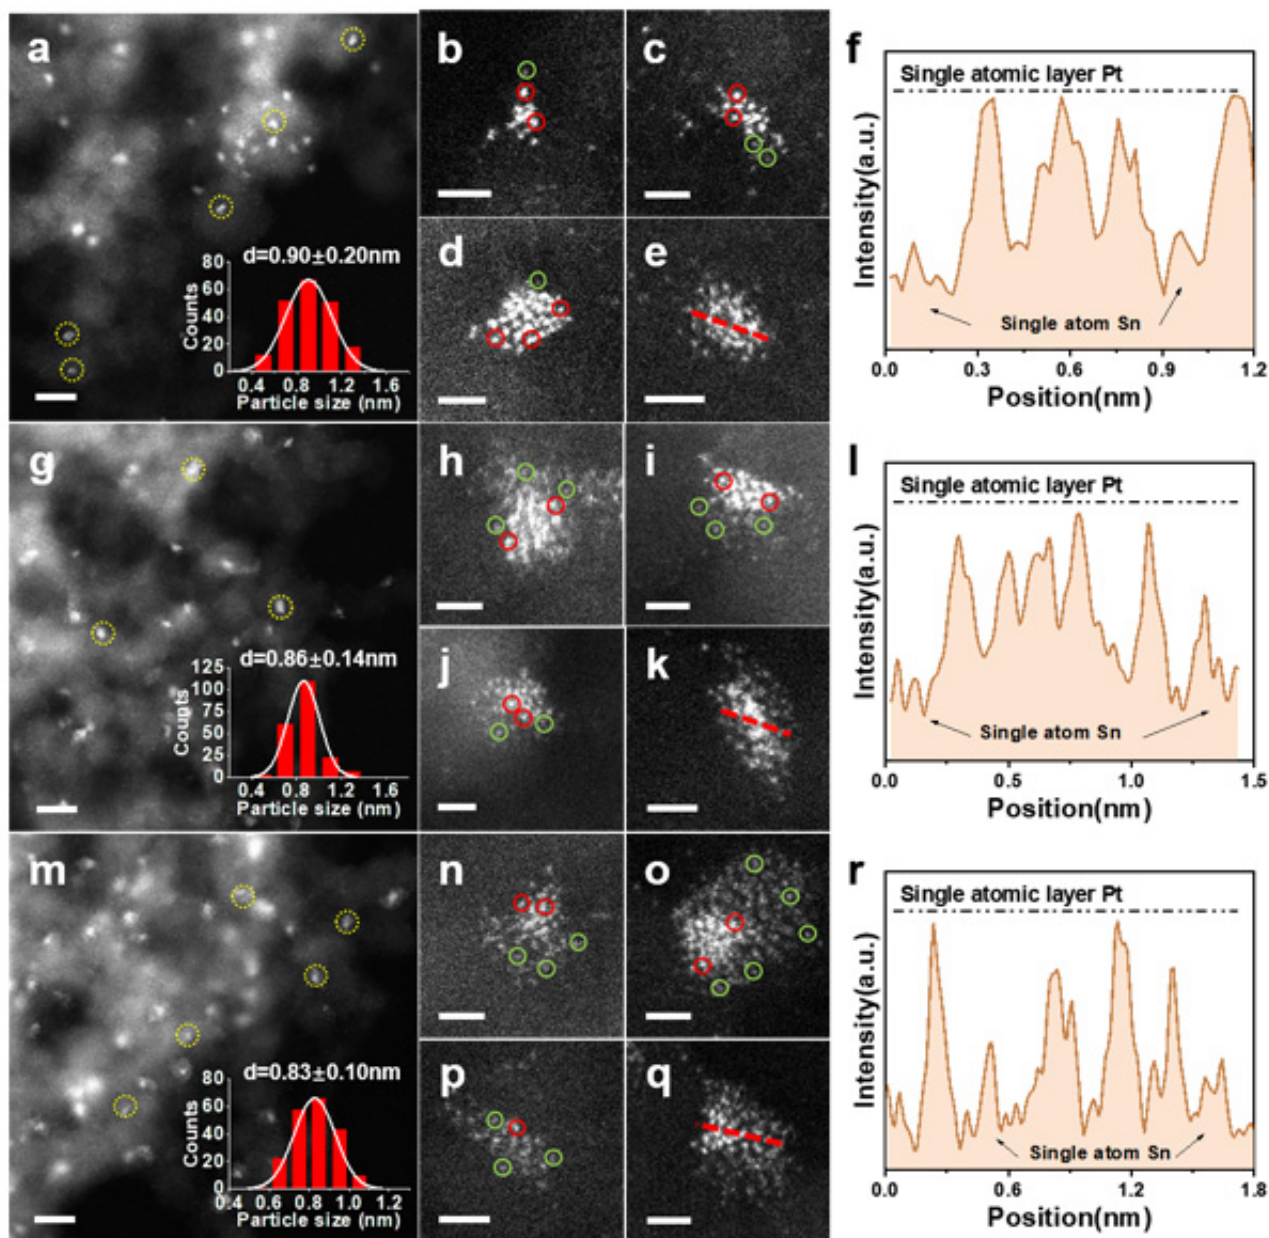 a
b
c
d
e
f
Single atomic layer Pt
Intensity(a.u.)
Single atom Sn
0.0 0.3 0.6 0.9 1.2
Position(nm)
d=0.90±0.20nm
Counts
80
60
40
20
0
0.4 0.8 1.2 1.6
Particle size (nm)
g
h
i
j
k
l
Single atomic layer Pt
Intensity(a.u.)
Single atom Sn
0.0 0.5 1.0 1.5
Position(nm)
d=0.86±0.14nm
Counts
125
100
75
50
25
0
0.4 0.8 1.2 1.6
Particle size (nm)
m
n
o
p
q
r
Single atomic layer Pt
Intensity(a.u.)
Single atom Sn
0.0 0.6 1.2 1.8
Position(nm)
d=0.83±0.10nm
Counts
80
60
40
20
0
0.4 0.6 0.8 1.0 1.2
Particle size (nm)